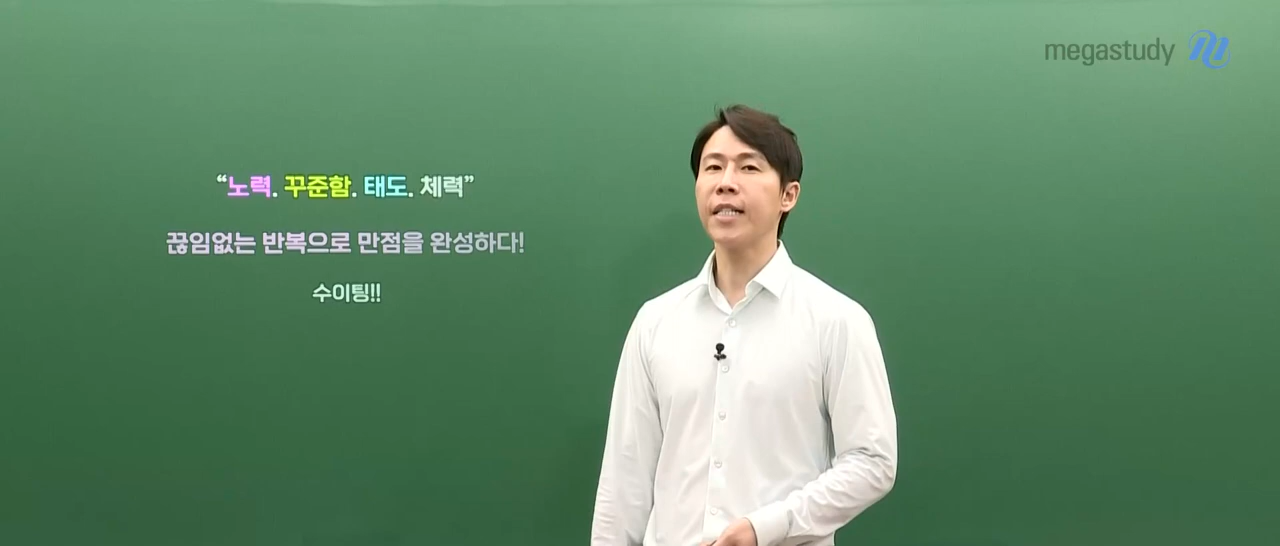 megastudy
“노력. 꾸준함. 태도. 체력”
끊임없는 반복으로 만점을 완성하다!
수이팅!!